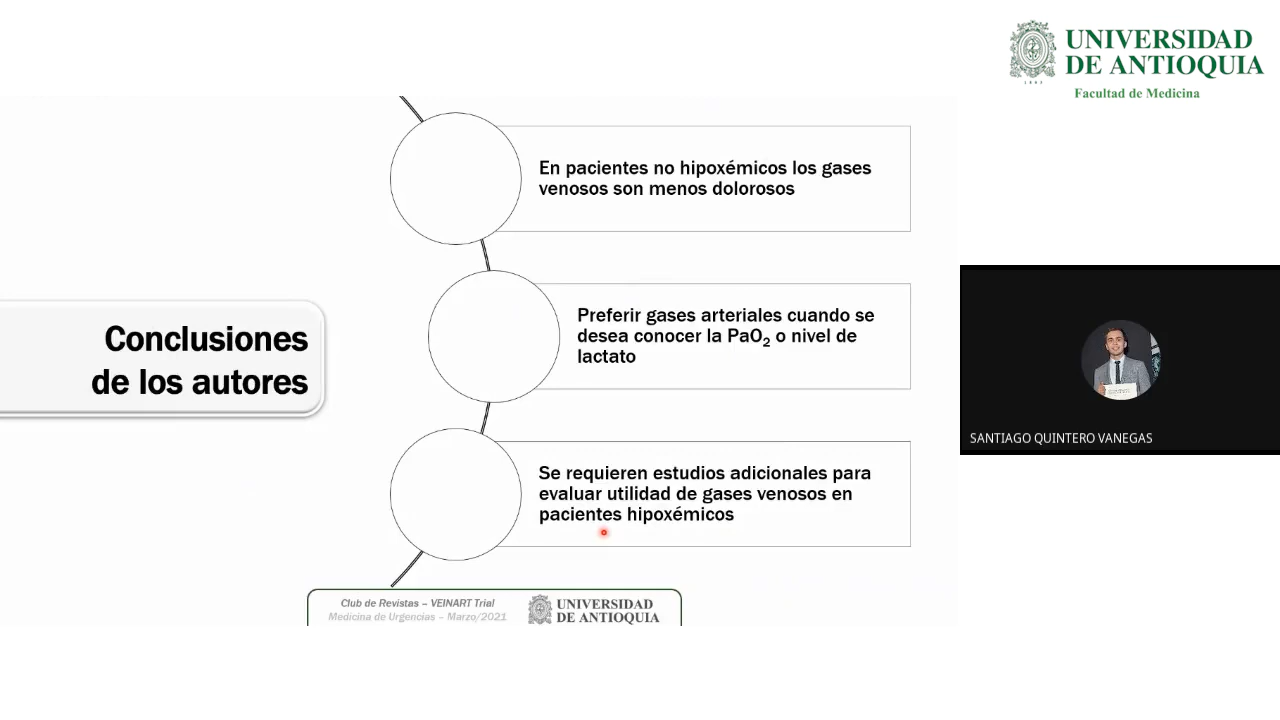 UNIVERSIDAD
DE ANTIOQUIA
1803
Facultad de Medicina
En pacientes no hipoxémicos los gases
venosos son menos dolorosos
Conclusiones
de los autores
Preferir gases arteriales cuando se
desea conocer la PaO₂ o nivel de
lactato
Se requieren estudios adicionales para
evaluar utilidad de gases venosos en
pacientes hipoxémicos
SANTIAGO QUINTERO VANEGAS
Club de Revistas – VEINART Trial
Medicina de Urgencias – Marzo/2021
UNIVERSIDAD
DE ANTIOQUIA